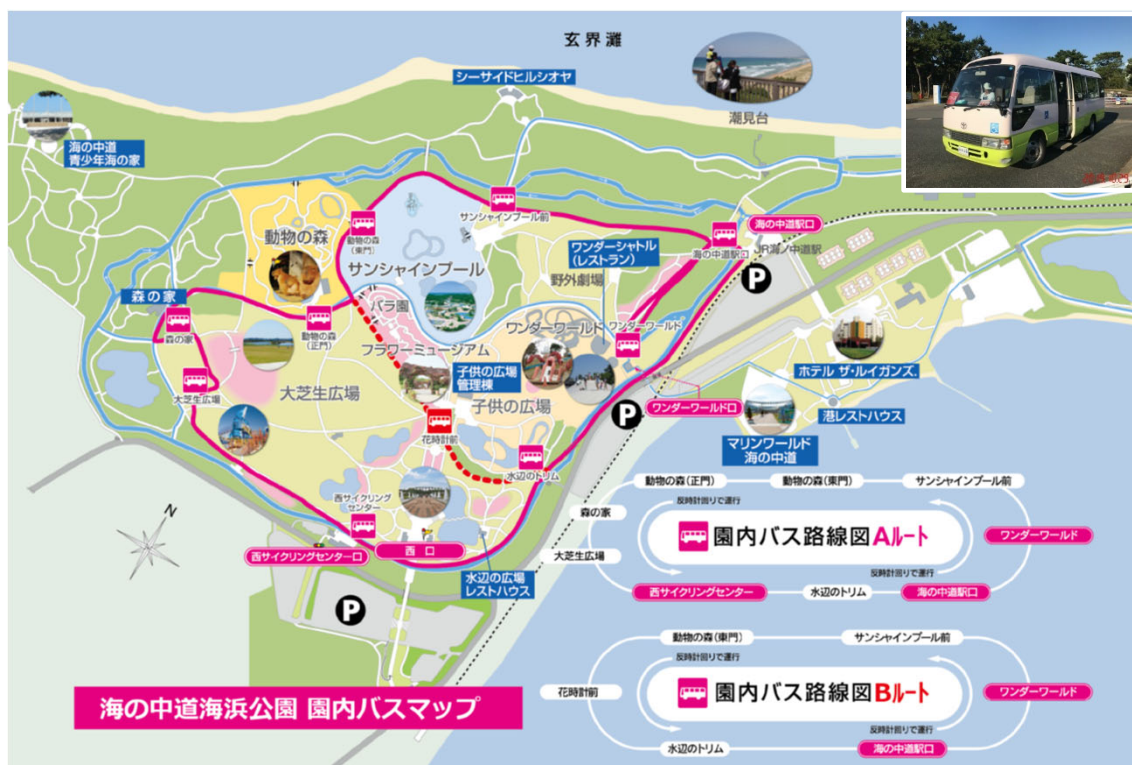 玄界灘
シーサイドヒルシオヤ
潮見台
海の中道
青少年海の家
動物の森
動物の森
(東門)
サンシャインプール前
海の中道駅口
海の中道駅口
JR海ノ中道駅
P
ワンダーシャトル
(レストラン)
野外劇場
サンシャインプール
バラ園
森の家
森の家
動物の森
(正門)
フラワーミュージアム
ワンダーワールド
ワンダーワールド
子供の広場
管理棟
子供の広場
大芝生広場
大芝生広場
ホテル ザ・ルイガンズ.
ワンダーワールド口
P
港レストハウス
マリンワールド
海の中道
花時計前
水辺のトリム
西サイクリング
センター
西サイクリングセンター口
西 口
水辺の広場
レストハウス
N
P
動物の森(正門)
動物の森(東門)
サンシャインプール前
反時計回りで運行
森の家
園内バス路線図Aルート
ワンダーワールド
大芝生広場
反時計回りで運行
西サイクリングセンター
水辺のトリム
海の中道駅口
動物の森(東門)
サンシャインプール前
反時計回りで運行
花時計前
園内バス路線図Bルート
ワンダーワールド
反時計回りで運行
水辺のトリム
海の中道駅口
海の中道海浜公園 園内バスマップ